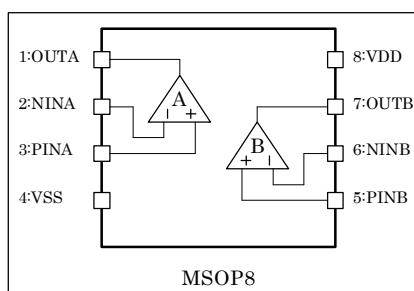 1:OUTA
8:VDD
2:NINA
A
7:OUTB
3:PINA
B
6:NINB
4:VSS
5:PINB
MSOP8